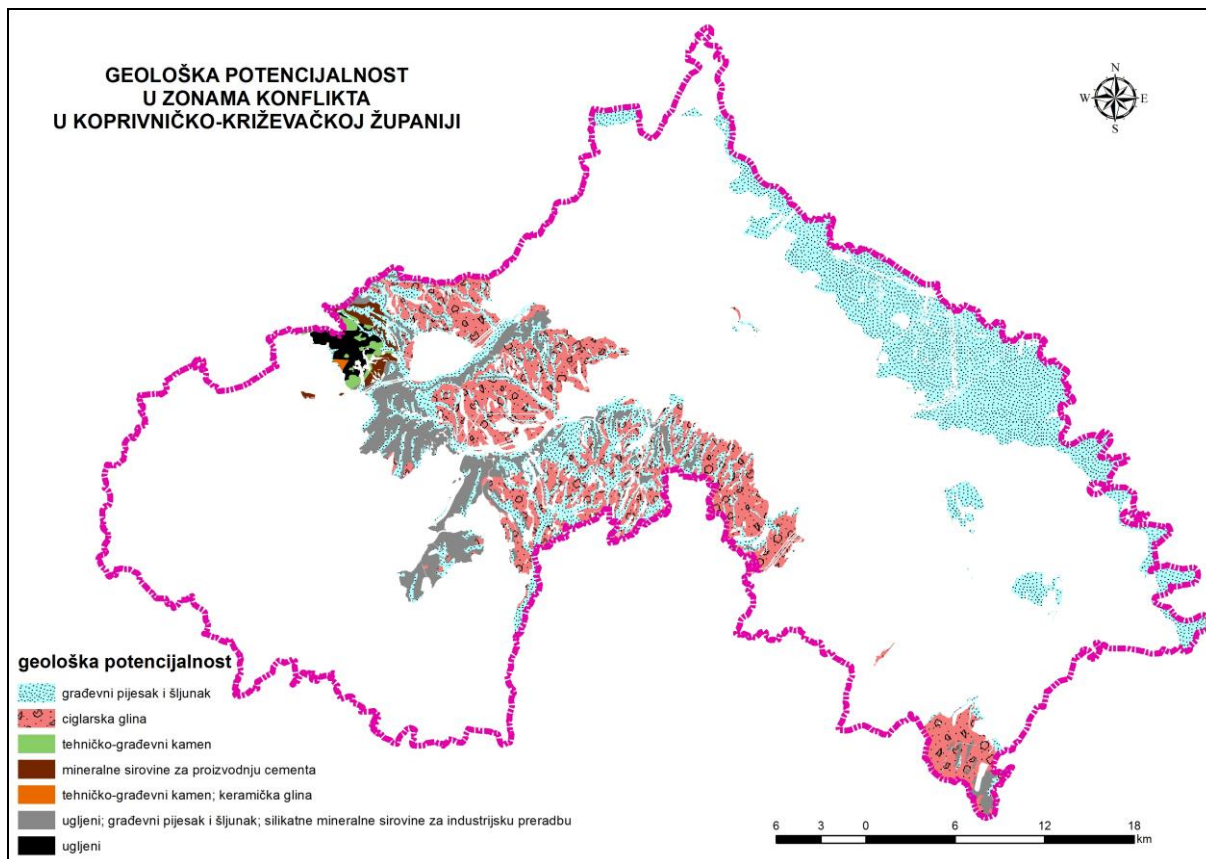 GEOLOŠKA POTENCIJALNOST
U ZONAMA KONFLIKTA
U KOPRIVNIČKO-KRIŽEVAČKOJ ŽUPANIJI
N
W E
S
geološka potencijalnost
građevni pijesak i šljunak
ciglarska glina
tehničko-građevni kamen
mineralne sirovine za proizvodnju cementa
tehničko-građevni kamen; keramička glina
ugljeni; građevni pijesak i šljunak; silikatne mineralne sirovine za industrijsku preradbu
ugljeni
6 3 0 6 12 18
km